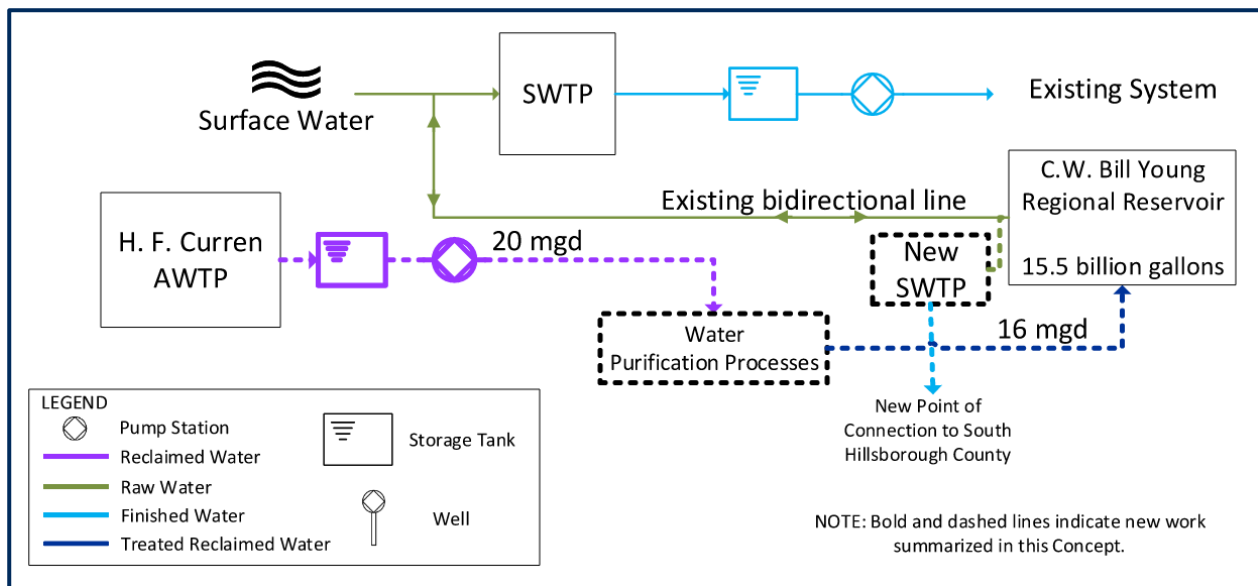 Surface Water
SWTP
Existing System
H. F. Curren
AWTP
20 mgd
Existing bidirectional line
C.W. Bill Young
Regional Reservoir
15.5 billion gallons
New
SWTP
Water
Purification Processes
16 mgd
New Point of
Connection to South
Hillsborough County
LEGEND
Pump Station
Reclaimed Water
Raw Water
Finished Water
Treated Reclaimed Water
Storage Tank
Well
NOTE: Bold and dashed lines indicate new work
summarized in this Concept.